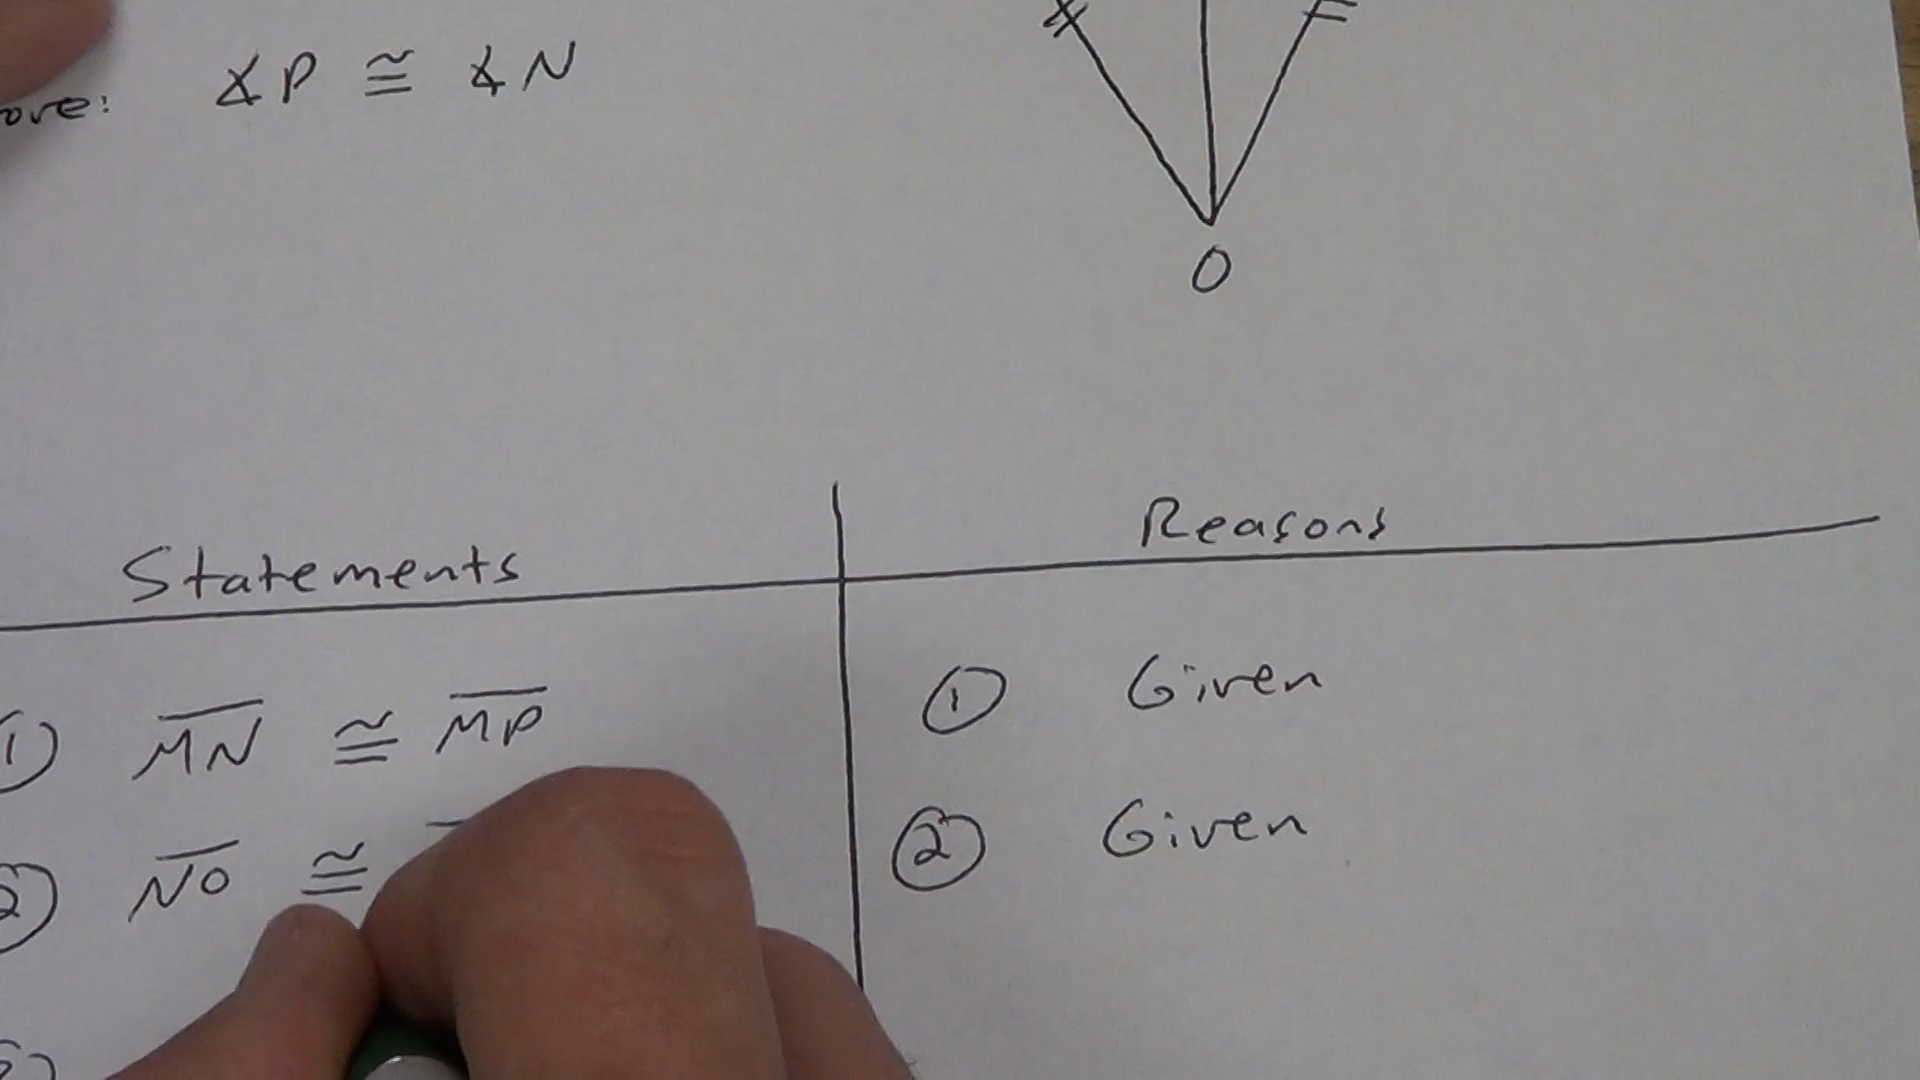 ove: ∡P ≅ ∡N
O
Statements
Reasons
1 MN ≅ MP
1 Given
2 NO ≅
2 Given